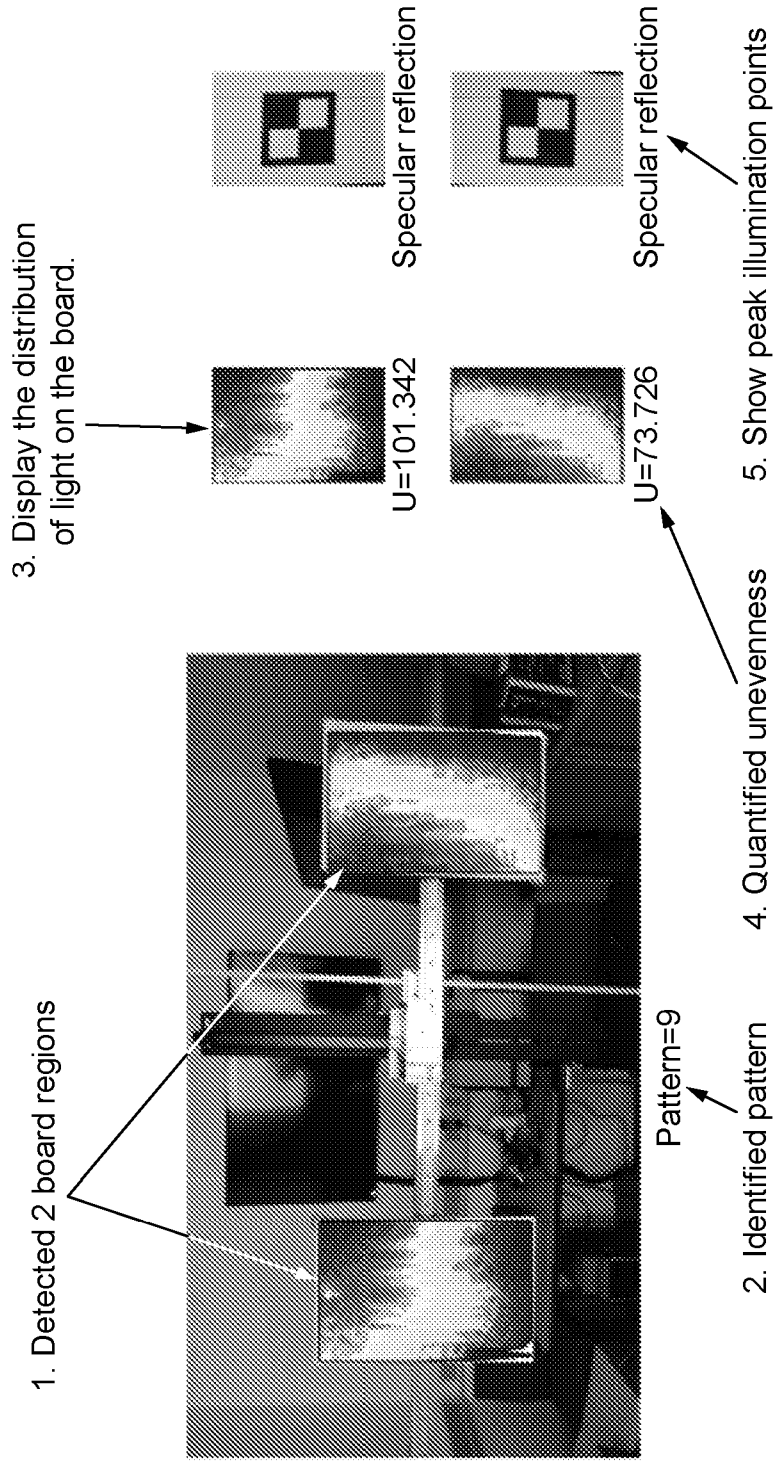 1. Detected 2 board regions
3. Display the distribution
of light on the board.
U=101.342
Specular reflection
U=73.726
Specular reflection
Pattern=9
2. Identified pattern
4. Quantified unevenness
5. Show peak illumination points